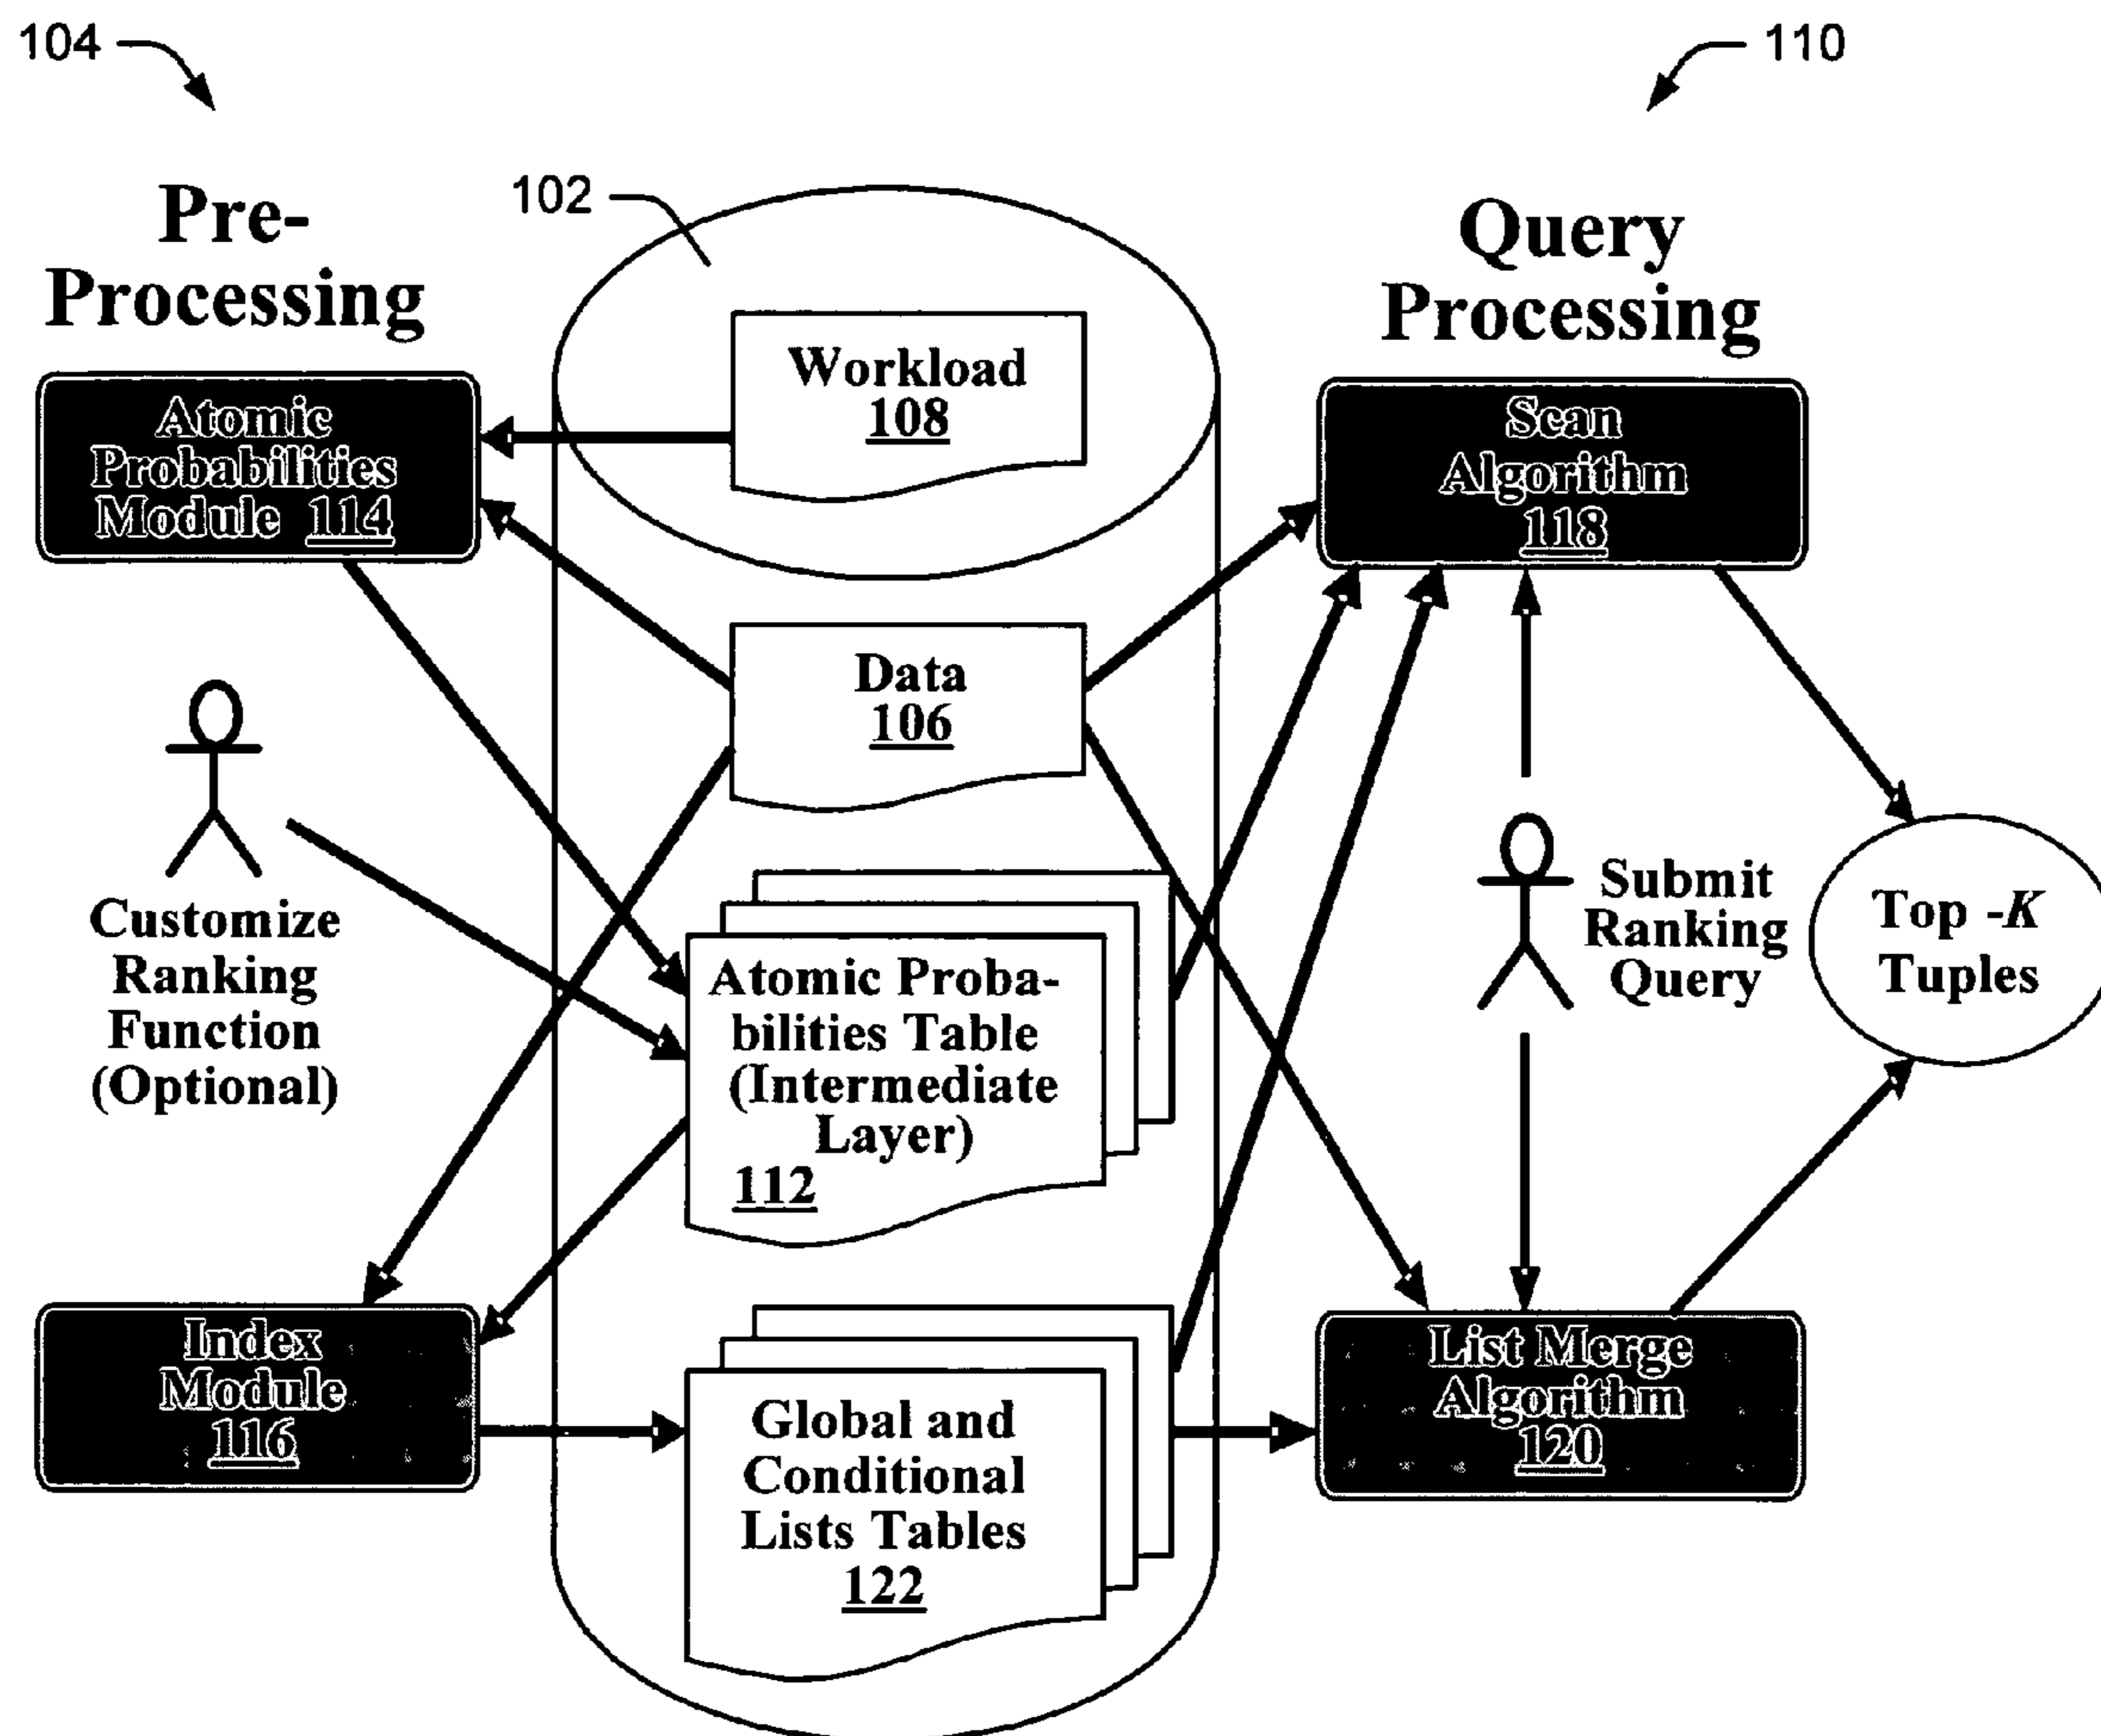 104
110
102
Pre-
Processing
Query
Processing
Workload
108
Atomic
Probabilities
Module 114
Scan
Algorithm
118
Data
106
Customize
Ranking
Function
(Optional)
Atomic Proba-
bilities Table
(Intermediate
Layer)
112
Submit
Ranking
Query
Top -K
Tuples
Index
Module
116
Global and
Conditional
Lists Tables
122
List Merge
Algorithm
120